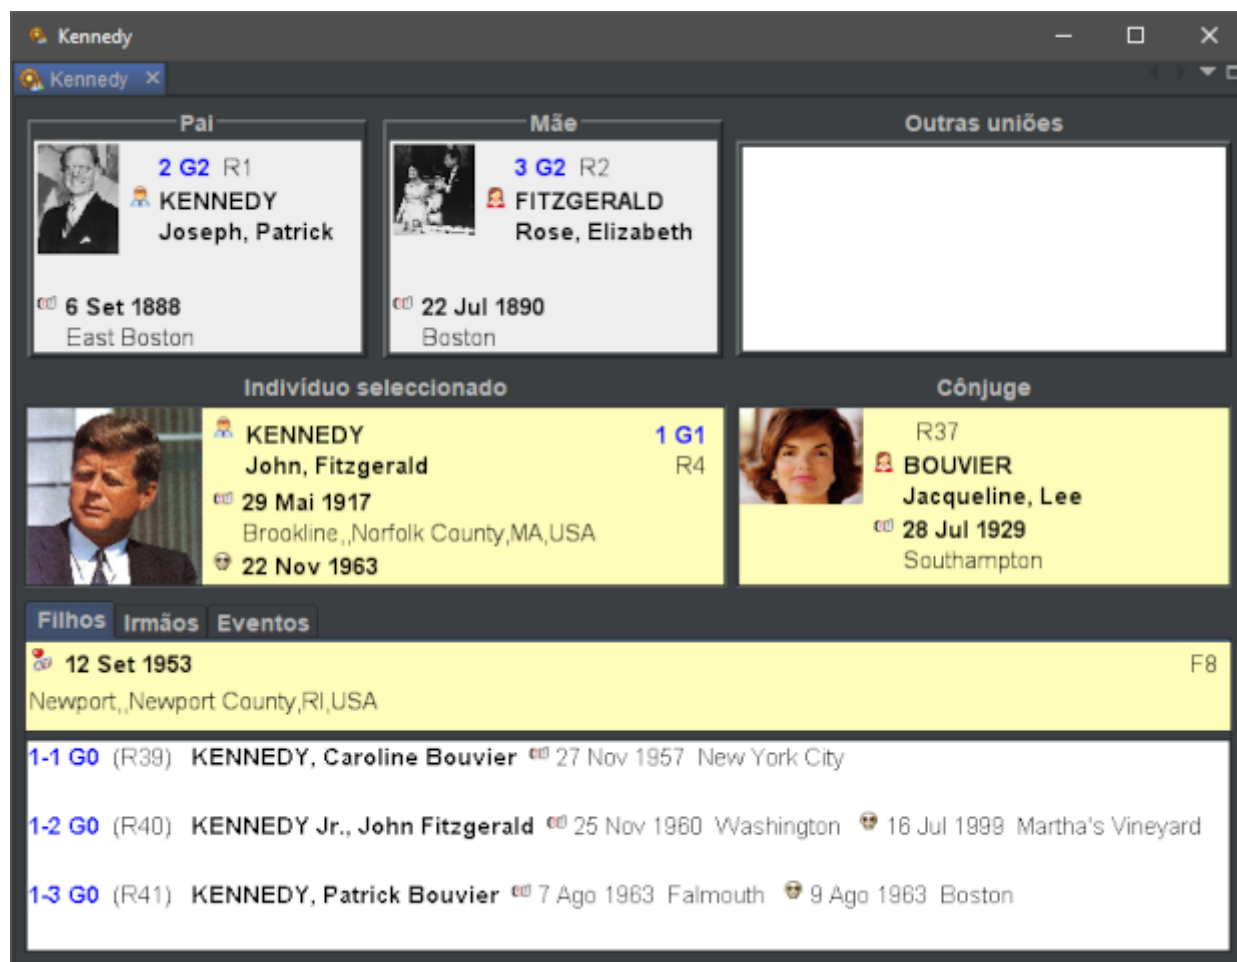 Kennedy
Kennedy
Pai
Mãe
Outras uniões
2 G2 R1
KENNEDY
Joseph, Patrick
6 Set 1888
East Boston
3 G2 R2
FITZGERALD
Rose, Elizabeth
22 Jul 1890
Boston
Indivíduo seleccionado
Cônjuge
KENNEDY 1 G1
John, Fitzgerald R4
29 Mai 1917
Brookline,,Norfolk County,MA,USA
22 Nov 1963
R37
BOUVIER
Jacqueline, Lee
28 Jul 1929
Southampton
Filhos Irmãos Eventos
12 Set 1953 F8
Newport,,Newport County,RI,USA
1-1 G0 (R39) KENNEDY, Caroline Bouvier 27 Nov 1957 New York City
1-2 G0 (R40) KENNEDY Jr., John Fitzgerald 25 Nov 1960 Washington 16 Jul 1999 Martha's Vineyard
1-3 G0 (R41) KENNEDY, Patrick Bouvier 7 Ago 1963 Falmouth 9 Ago 1963 Boston